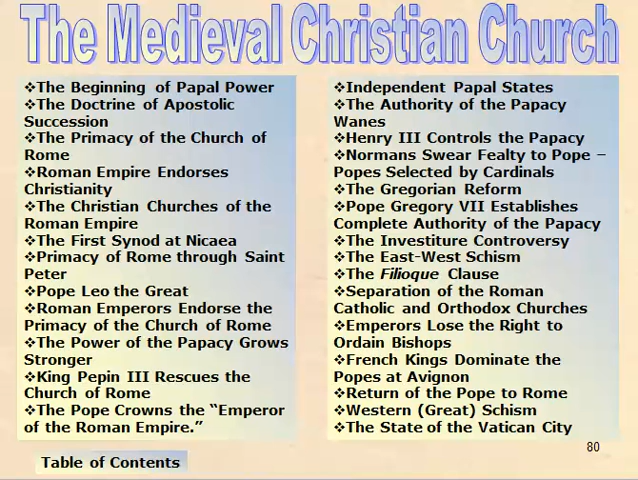 The Medieval Christian Church
❖The Beginning of Papal Power
❖The Doctrine of Apostolic
Succession
❖The Primacy of the Church of
Rome
❖Roman Empire Endorses
Christianity
❖The Christian Churches of the
Roman Empire
❖The First Synod at Nicaea
❖Primacy of Rome through Saint
Peter
❖Pope Leo the Great
❖Roman Emperors Endorse the
Primacy of the Church of Rome
❖The Power of the Papacy Grows
Stronger
❖King Pepin III Rescues the
Church of Rome
❖The Pope Crowns the “Emperor
of the Roman Empire.”
❖Independent Papal States
❖The Authority of the Papacy
Wanes
❖Henry III Controls the Papacy
❖Normans Swear Fealty to Pope –
Popes Selected by Cardinals
❖The Gregorian Reform
❖Pope Gregory VII Establishes
Complete Authority of the Papacy
❖The Investiture Controversy
❖The East-West Schism
❖The Filioque Clause
❖Separation of the Roman
Catholic and Orthodox Churches
❖Emperors Lose the Right to
Ordain Bishops
❖French Kings Dominate the
Popes at Avignon
❖Return of the Pope to Rome
❖Western (Great) Schism
❖The State of the Vatican City
80
Table of Contents